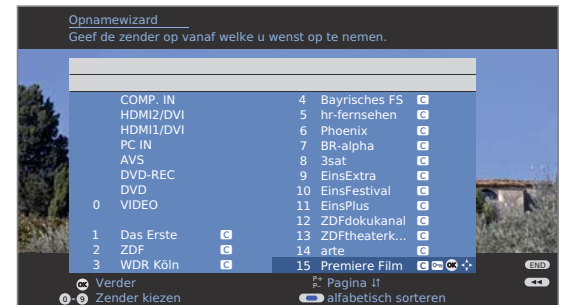 Opnamewizard
Geef de zender op vanaf welke u wenst op te nemen.
COMP. IN
HDMI2/DVI
HDMI1/DVI
PC IN
AVS
DVD-REC
DVD
0 VIDEO
1 Das Erste C
2 ZDF C
3 WDR Köln C
4 Bayrisches FS C
5 hr-fernsehen C
6 Phoenix C
7 BR-alpha C
8 3sat C
9 EinsExtra C
10 EinsFestival C
11 EinsPlus C
12 ZDFdokukanal C
13 ZDFtheaterk... C
14 arte C
15 Premiere Film C OK
END
OK Verder
0-9 Zender kiezen
P+ P- Pagina ↓↑
alfabetisch sorteren